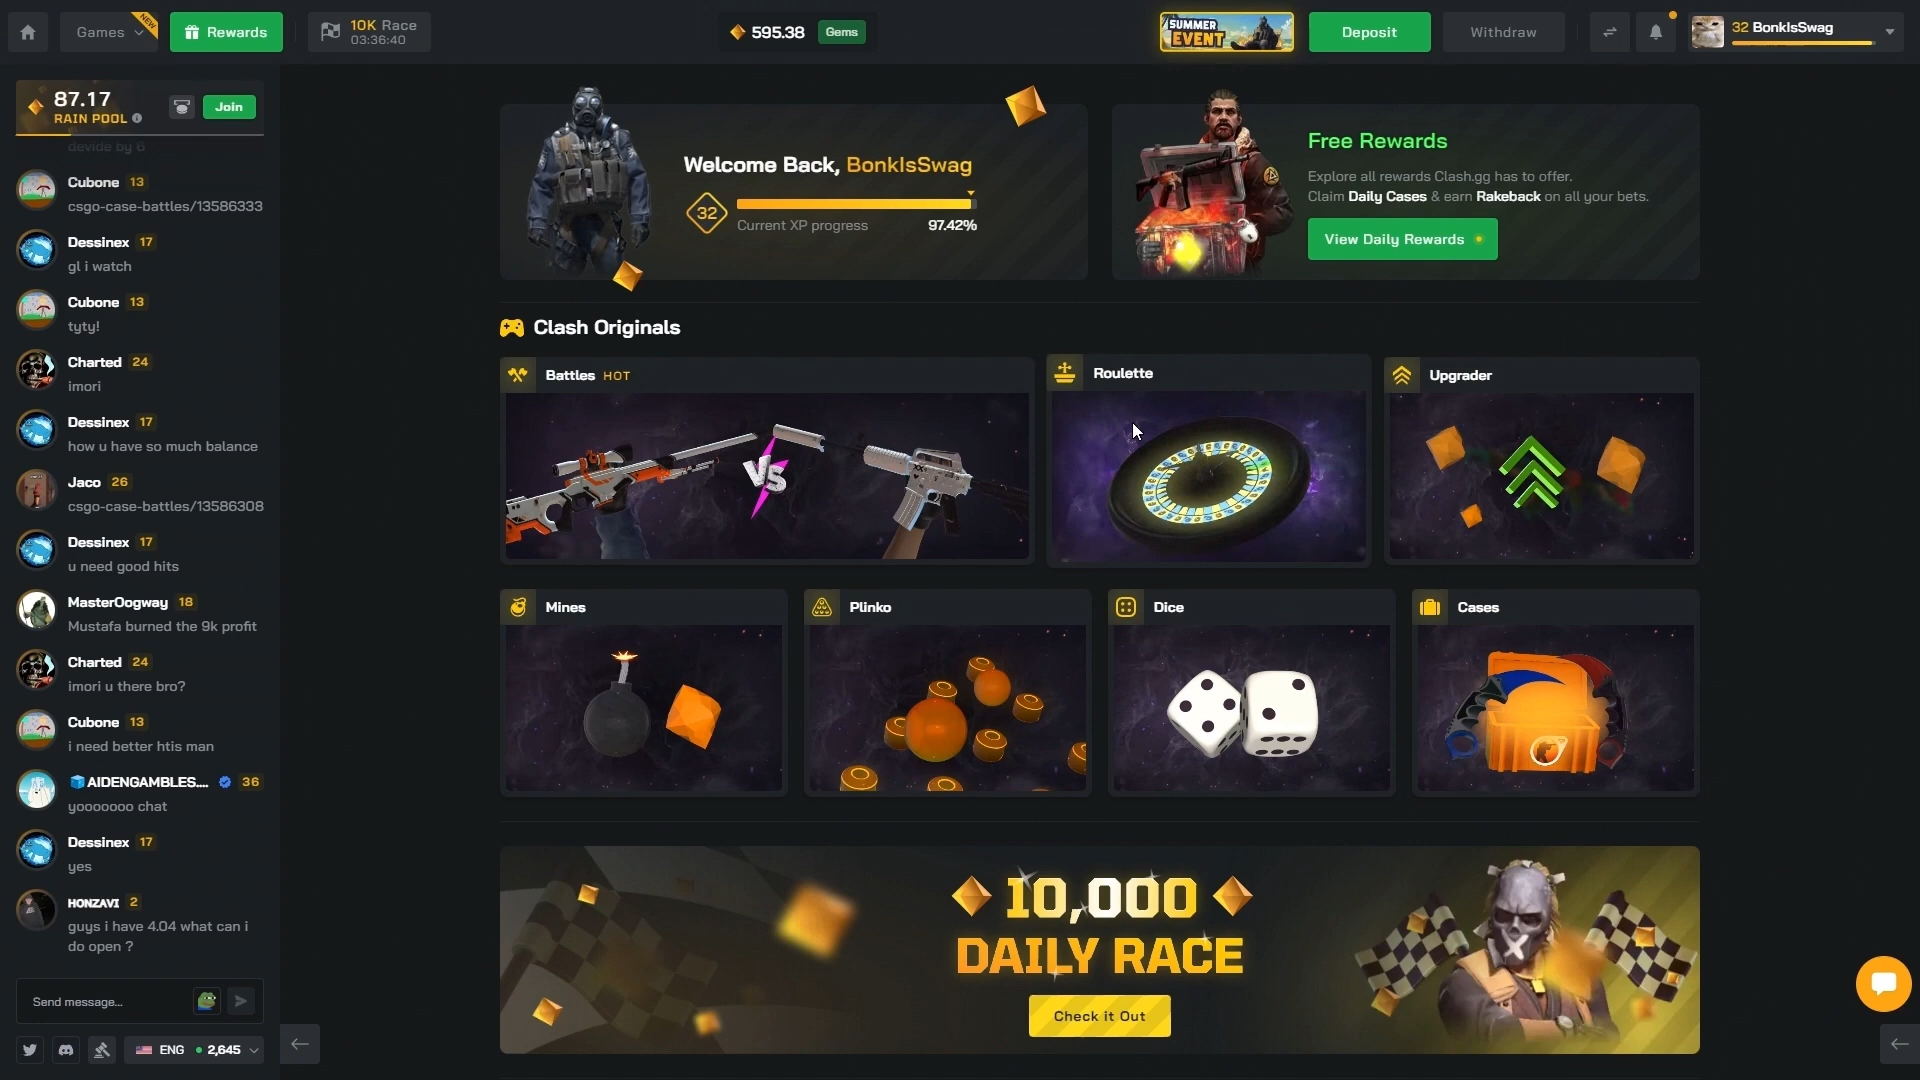 Games
NEW
Rewards
10K Race
03:36:40
595.38
Gems
SUMMER
EVENT
Deposit
Withdraw
32 BonkIsSwag
87.17
RAIN POOL
Join
devide by 6
Cubone 13
csgo-case-battles/13586333
Dessinex 17
gl i watch
Cubone 13
tyty!
Charted 24
imori
Dessinex 17
how u have so much balance
Jaco 26
csgo-case-battles/13586308
Dessinex 17
u need good hits
MasterOogway 18
Mustafa burned the 9k profit
Charted 24
imori u there bro?
Cubone 13
i need better htis man
AIDENGAMBLES.... 36
yooooooo chat
Dessinex 17
yes
HONZAVI 2
guys i have 4.04 what can i
do open ?
Send message...
ENG
2,645
Welcome Back, BonkIsSwag
32
Current XP progress
97.42%
Free Rewards
Explore all rewards Clash.gg has to offer.
Claim Daily Cases & earn Rakeback on all your bets.
View Daily Rewards
Clash Originals
Battles HOT
Roulette
Upgrader
VS
Mines
Plinko
Dice
Cases
10,000
DAILY RACE
Check it Out